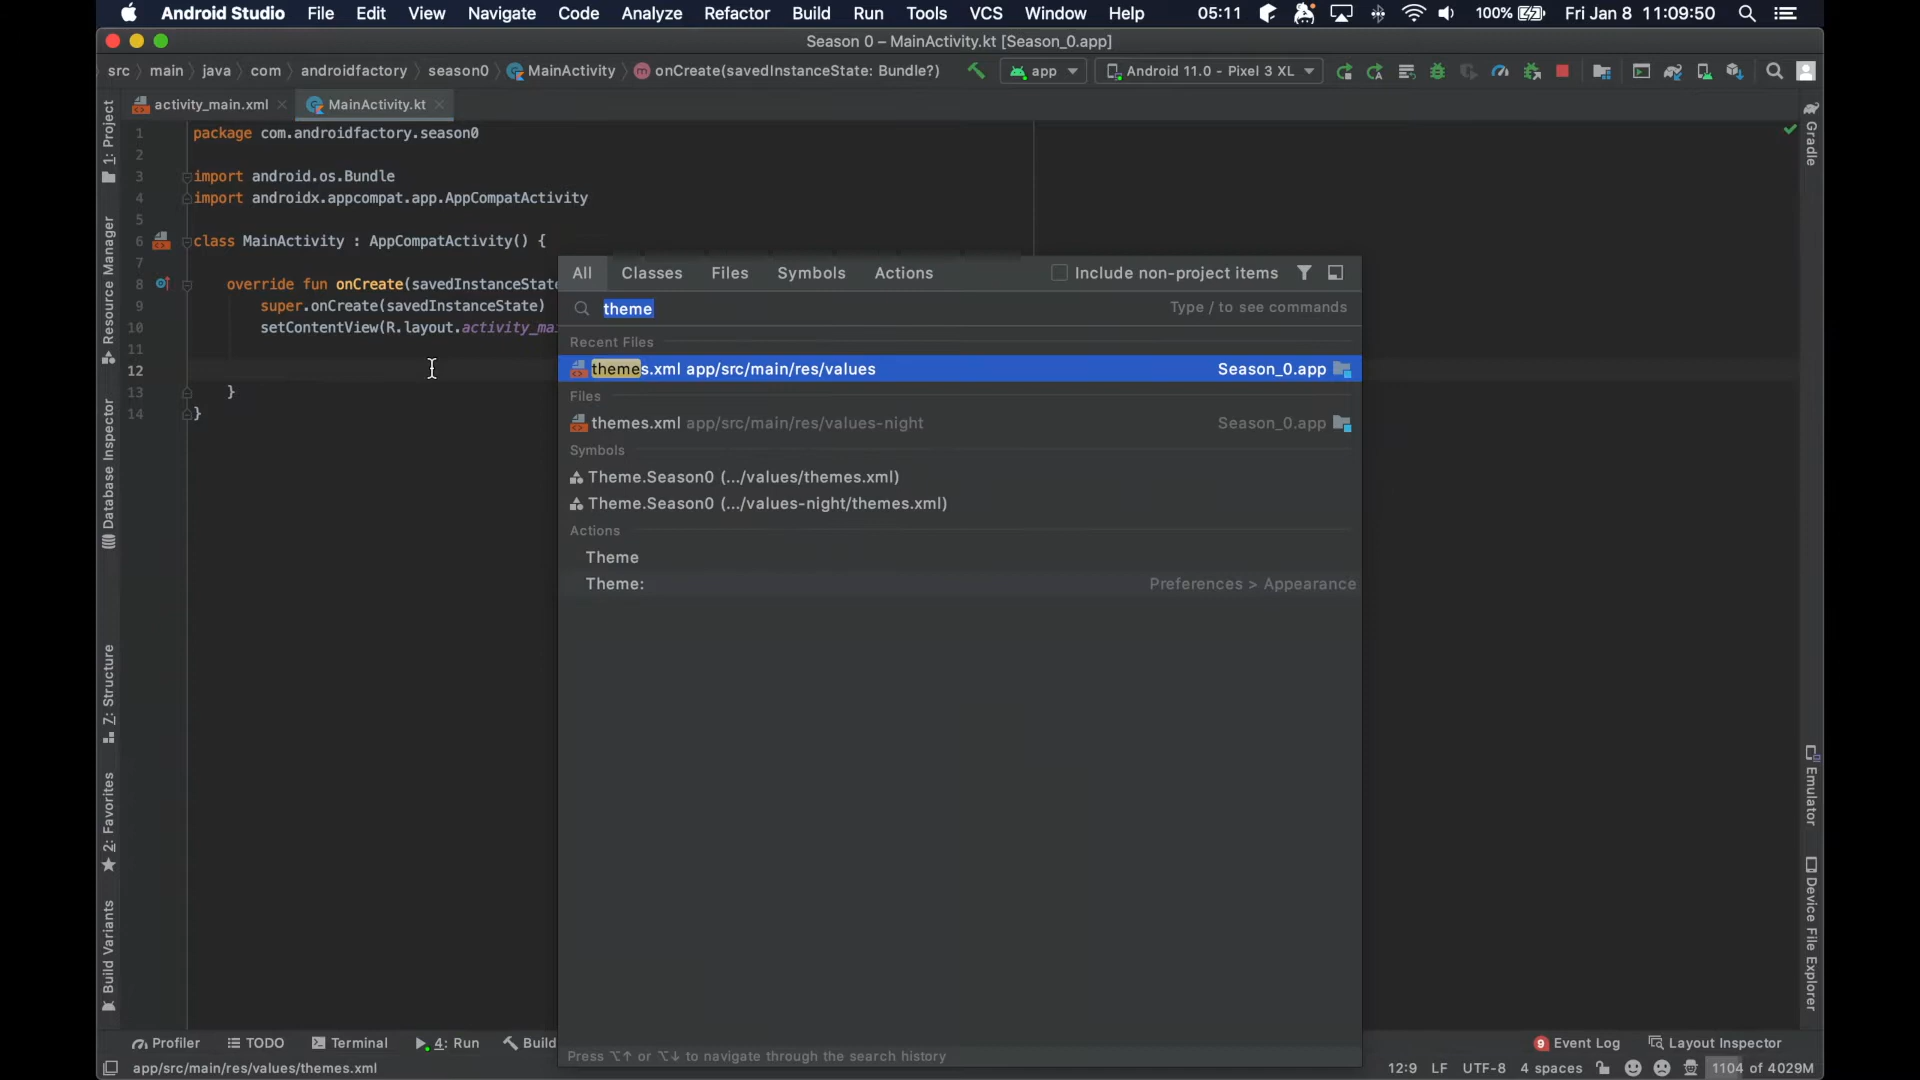 Android Studio File Edit View Navigate Code Analyze Refactor Build Run Tools VCS Window Help 05:11 100% Fri Jan 8 11:09:50
Season 0 – MainActivity.kt [Season_0.app]
src main java com androidfactory season0 MainActivity onCreate(savedInstanceState: Bundle?) app Android 11.0 - Pixel 3 XL
activity_main.xml MainActivity.kt
1 package com.androidfactory.season0
2
3 import android.os.Bundle
4 import androidx.appcompat.app.AppCompatActivity
5
6 class MainActivity : AppCompatActivity() {
7
8 override fun onCreate(savedInstanceState
9 super.onCreate(savedInstanceState)
10 setContentView(R.layout.activity_mai
11
12
13 }
14 }
All Classes Files Symbols Actions Include non-project items
theme Type / to see commands
Recent Files
themes.xml app/src/main/res/values Season_0.app
Files
themes.xml app/src/main/res/values-night Season_0.app
Symbols
Theme.Season0 (.../values/themes.xml)
Theme.Season0 (.../values-night/themes.xml)
Actions
Theme
Theme: Preferences > Appearance
Press ⌥↑ or ⌥↓ to navigate through the search history
1: Project
Resource Manager
Database Inspector
Z: Structure
2: Favorites
Build Variants
Gradle
Emulator
Device File Explorer
Profiler TODO Terminal 4: Run Build 9 Event Log Layout Inspector
app/src/main/res/values/themes.xml 12:9 LF UTF-8 4 spaces 1104 of 4029M